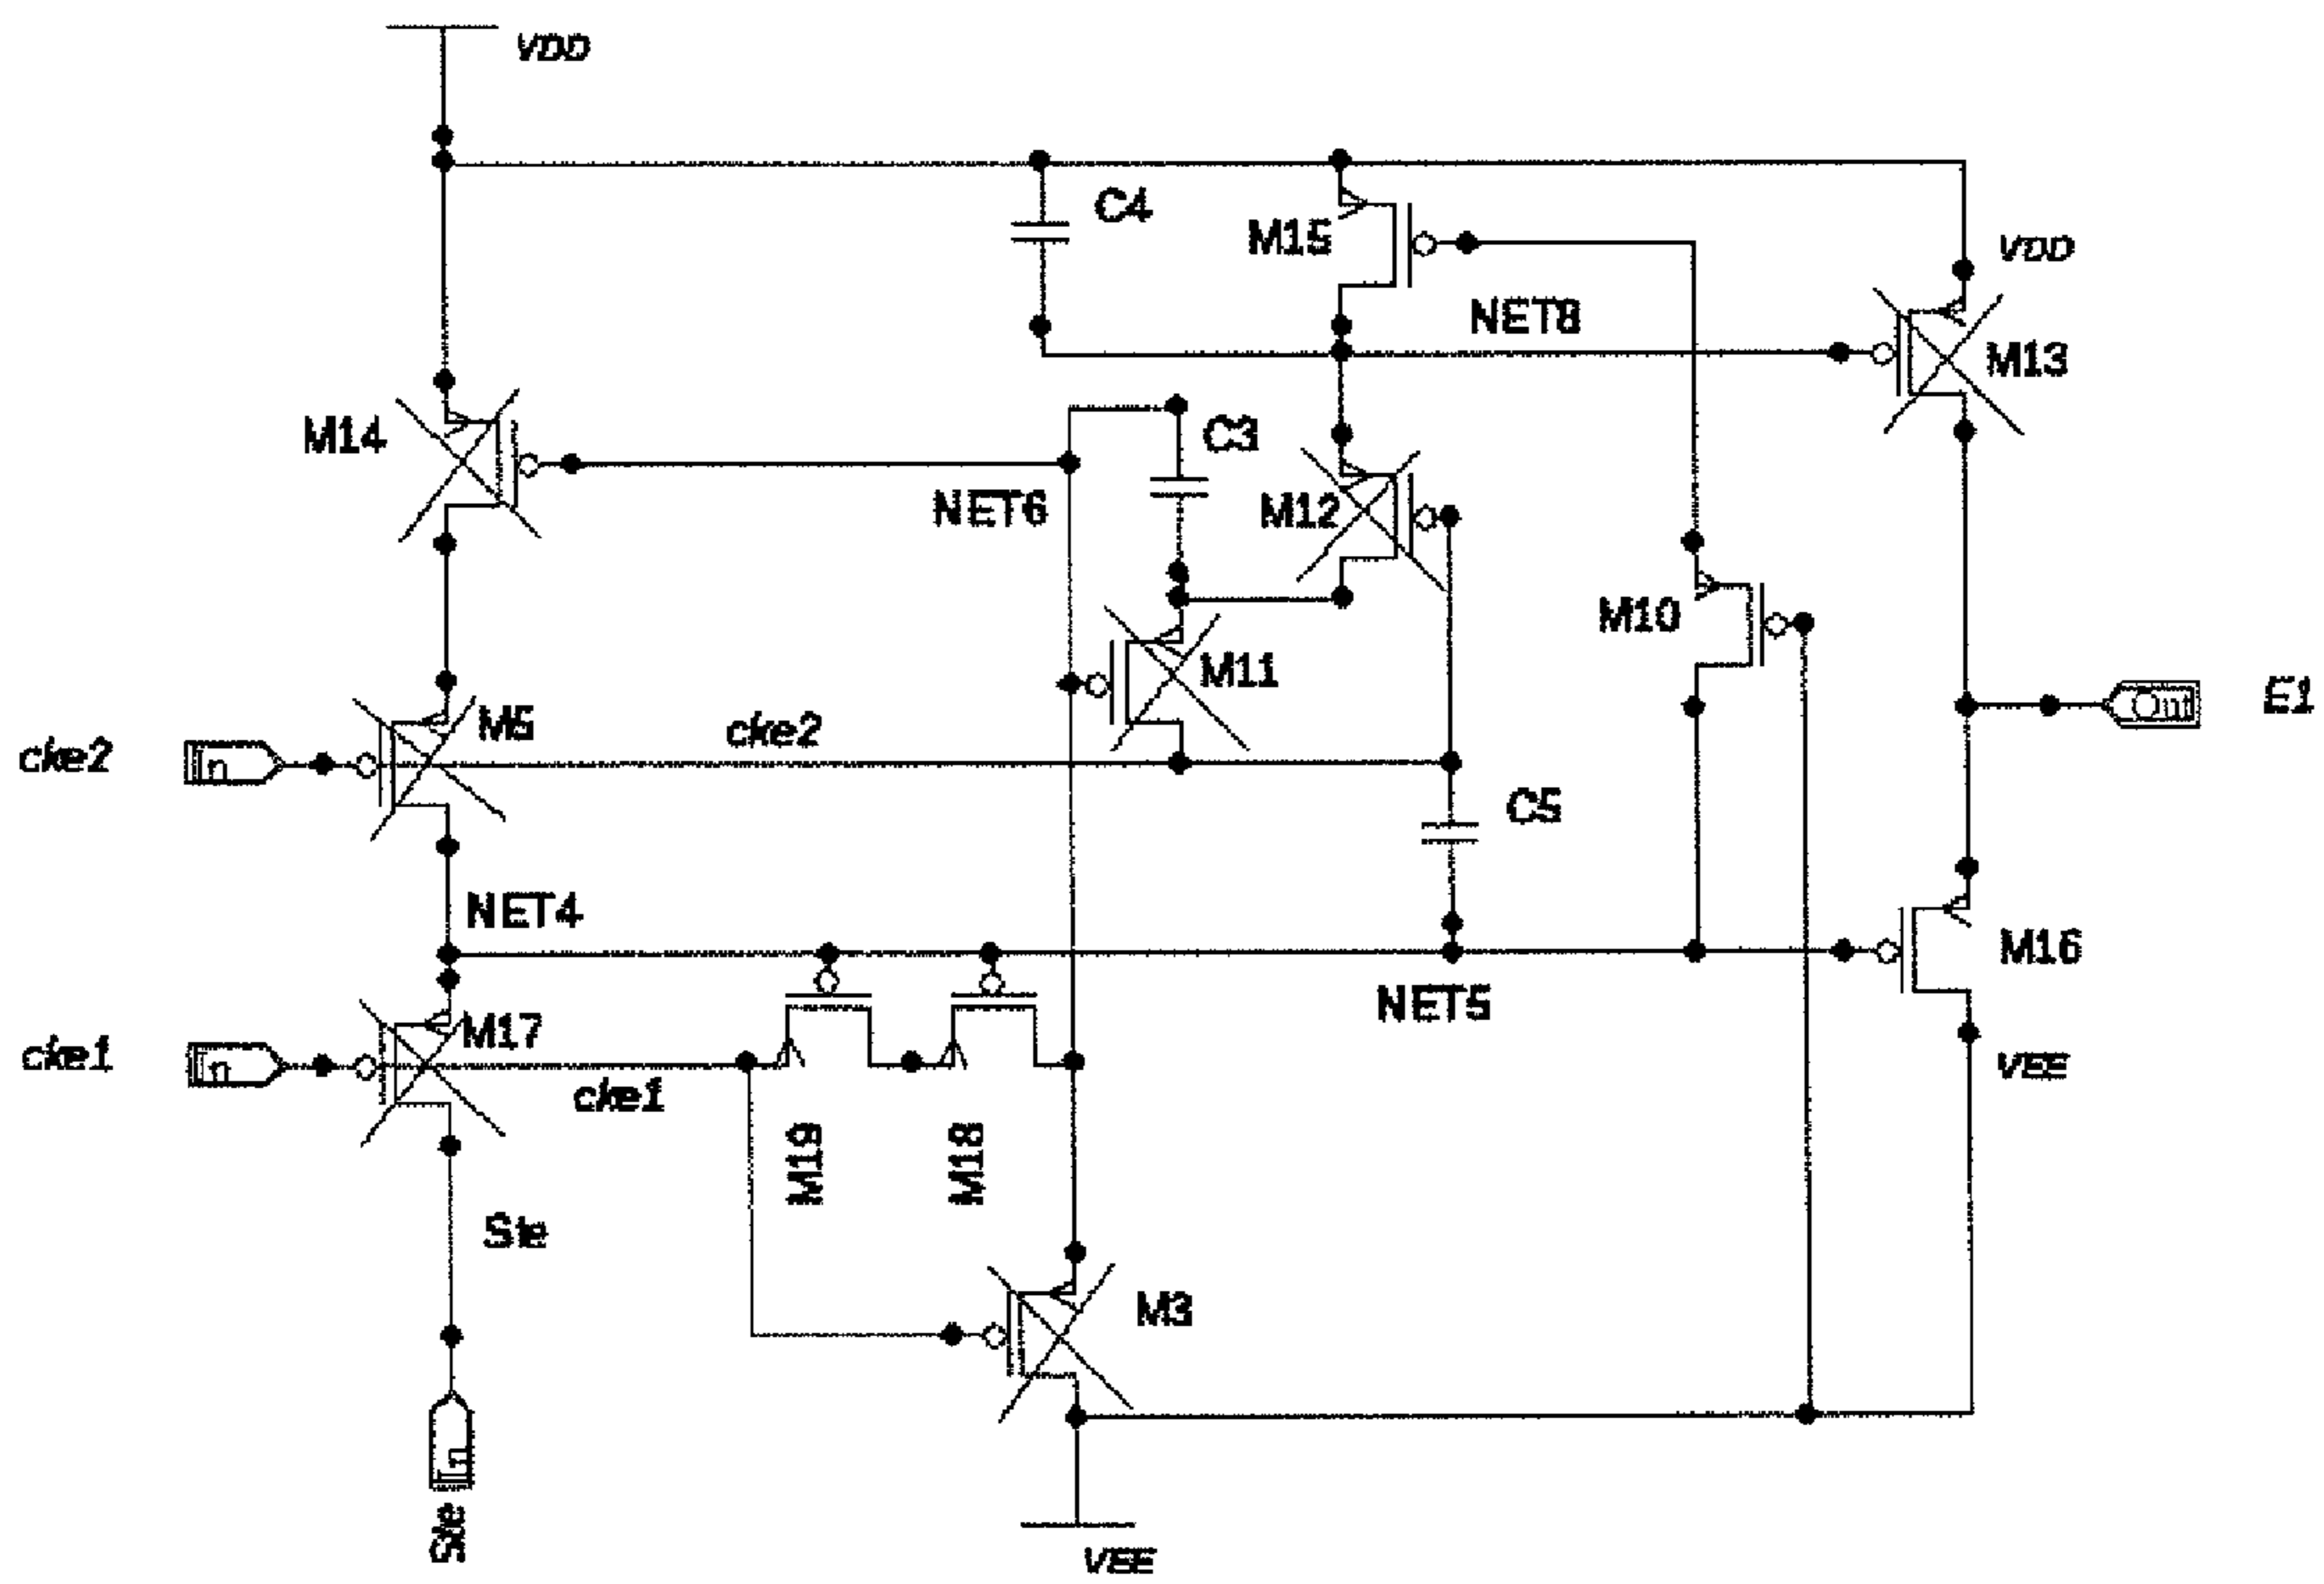 VDD
C4
M15
VDD
NET8
M13
M14
C3
NET6
M12
M10
M11
Out
E1
M5
cke2
cke2
In
C5
NET4
M16
NET5
M17
cke1
In
VEE
cke1
M19
M18
Ste
M3
In
Ste
VEE